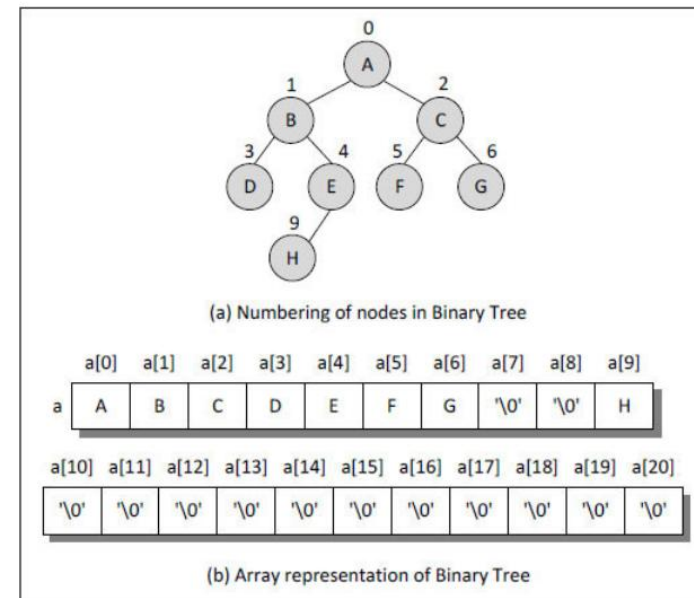 0
A
1 2
B C
3 4 5 6
D E F G
9
H
(a) Numbering of nodes in Binary Tree
a[0] a[1] a[2] a[3] a[4] a[5] a[6] a[7] a[8] a[9]
a A B C D E F G '\0' '\0' H
a[10] a[11] a[12] a[13] a[14] a[15] a[16] a[17] a[18] a[19] a[20]
'\0' '\0' '\0' '\0' '\0' '\0' '\0' '\0' '\0' '\0' '\0'
(b) Array representation of Binary Tree